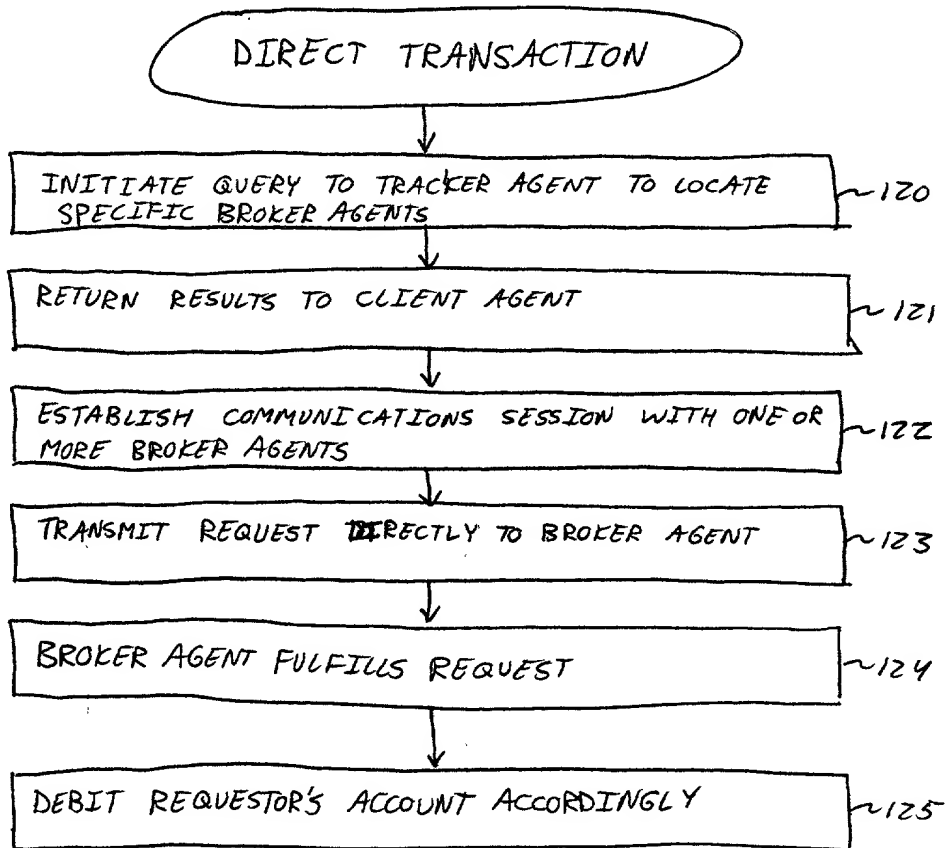 DIRECT TRANSACTION
INITIATE QUERY TO TRACKER AGENT TO LOCATE
SPECIFIC BROKER AGENTS
120
RETURN RESULTS TO CLIENT AGENT
121
ESTABLISH COMMUNICATIONS SESSION WITH ONE OR
MORE BROKER AGENTS
122
TRANSMIT REQUEST DIRECTLY TO BROKER AGENT
123
BROKER AGENT FULFILLS REQUEST
124
DEBIT REQUESTOR'S ACCOUNT ACCORDINGLY
125